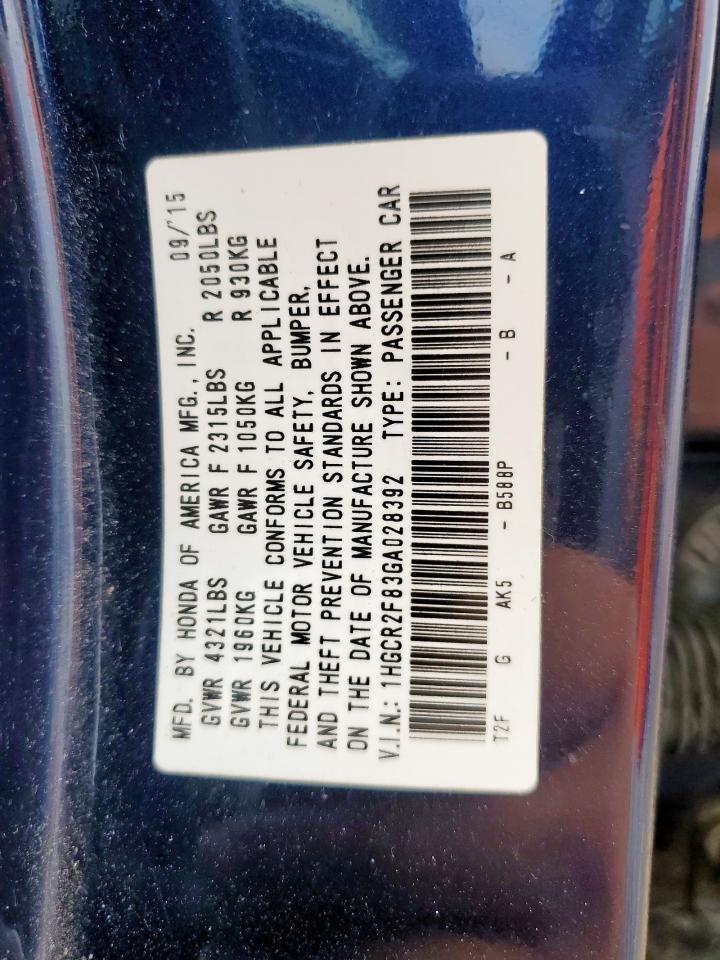 MFD. BY HONDA OF AMERICA MFG., INC. 09/'15
GVWR 4321LBS GAWR F 2315LBS R 2050LBS
GVWR 1960KG GAWR F 1050KG R 930KG
THIS VEHICLE CONFORMS TO ALL APPLICABLE
FEDERAL MOTOR VEHICLE SAFETY, BUMPER,
AND THEFT PREVENTION STANDARDS IN EFFECT
ON THE DATE OF MANUFACTURE SHOWN ABOVE.
V.I.N.: 1HGCR2F83GA028392 TYPE: PASSENGER CAR
T2F G AK5 - B588P - B - A